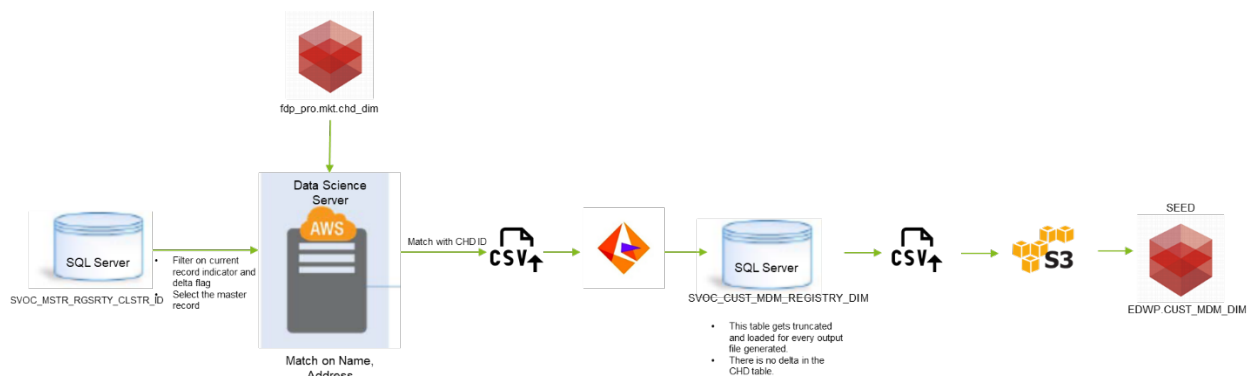 fdp_pro.mkt.chd_dim
Data Science
Server
AWS
SQL Server
SVOC_MSTR_RGSRTY_CLSTR_ID
• Filter on current
record indicator and
delta flag
• Select the master
record
Match on Name,
Address
Match with CHD ID
CSV
SQL Server
SVOC_CUST_MDM_REGISTRY_DIM
• This table gets truncated
and loaded for every output
file generated.
• There is no delta in the
CHD table.
CSV
S3
SEED
EDWP.CUST_MDM_DIM